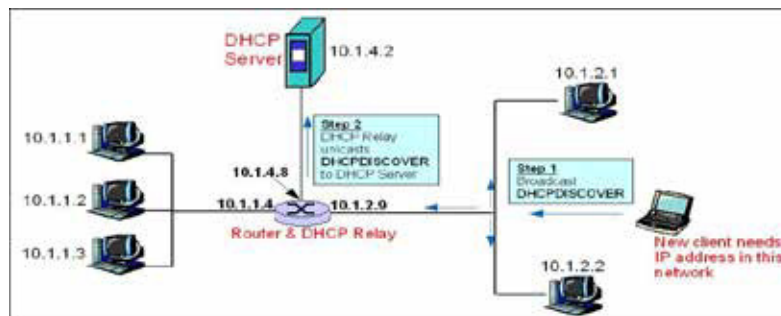 DHCP
Server
10.1.4.2
10.1.2.1
10.1.1.1
Step 2
DHCP Relay
unicasts
DHCPDISCOVER
to DHCP Server
Step 1
Broadcast
DHCPDISCOVER
10.1.4.8
10.1.1.2
10.1.1.4
10.1.2.9
Router & DHCP Relay
New client needs
IP address in this
network
10.1.1.3
10.1.2.2